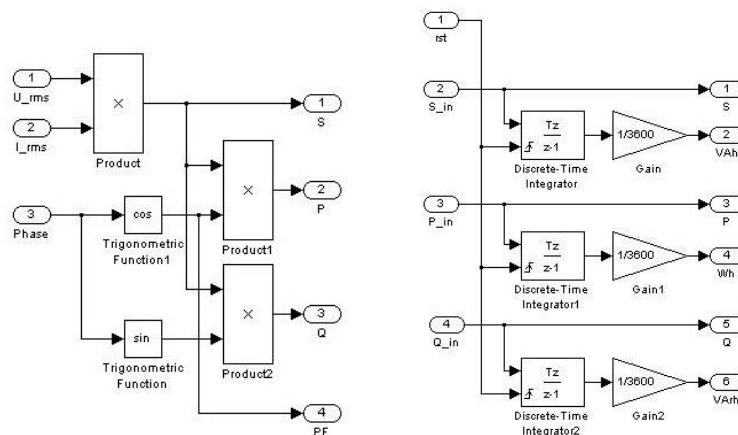 1
U_rms
2
I_rms
×
Product
1
S
3
Phase
cos
Trigonometric
Function1
×
Product1
2
P
sin
Trigonometric
Function
×
Product2
3
Q
4
PF
1
rst
2
S_in
Tz
z-1
Discrete-Time
Integrator
1/3600
Gain
1
S
2
VAh
3
P_in
Tz
z-1
Discrete-Time
Integrator1
1/3600
Gain1
3
P
4
Wh
4
Q_in
Tz
z-1
Discrete-Time
Integrator2
1/3600
Gain2
5
Q
6
VArh